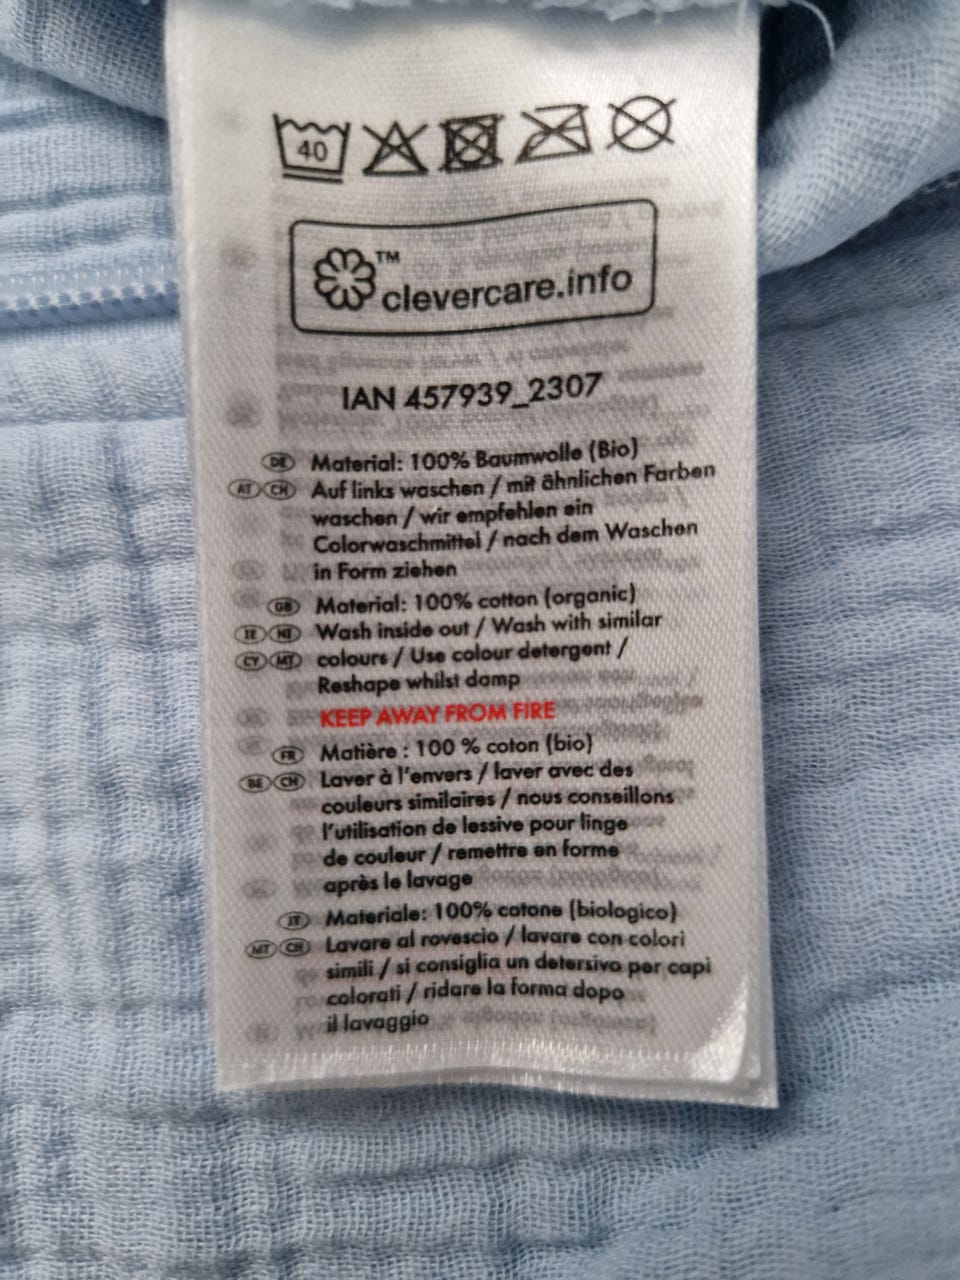 40
™
clevercare.info
IAN 457939_2307
DE Material: 100% Baumwolle (Bio)
AT CH Auf links waschen / mit ähnlichen Farben
waschen / wir empfehlen ein
Colorwaschmittel / nach dem Waschen
in Form ziehen
GB Material: 100% cotton (organic)
IE NI Wash inside out / Wash with similar
CY MT colours / Use colour detergent /
Reshape whilst damp
KEEP AWAY FROM FIRE
FR Matière : 100 % coton (bio)
BE CH Laver à l'envers / laver avec des
couleurs similaires / nous conseillons
l'utilisation de lessive pour linge
de couleur / remettre en forme
après le lavage
IT Materiale: 100% cotone (biologico)
MT CH Lavare al rovescio / lavare con colori
simili / si consiglia un detersivo per capi
colorati / ridare la forma dopo
il lavaggio